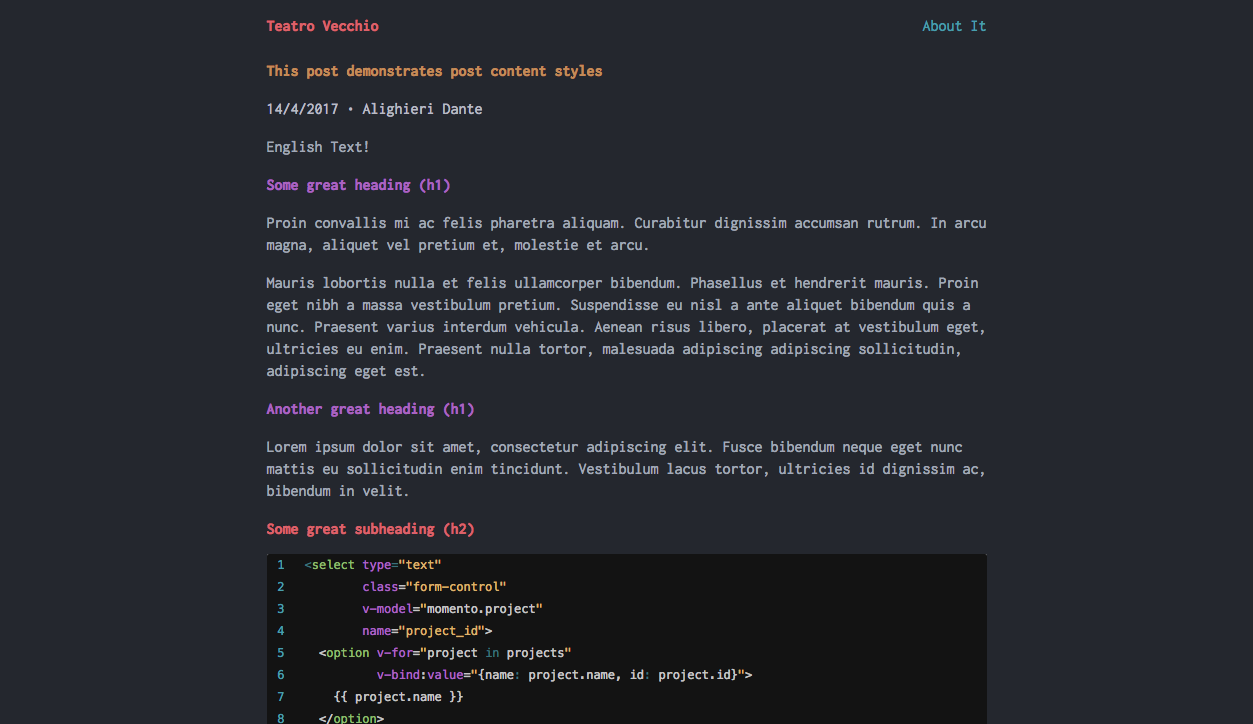 Teatro Vecchio
About It
This post demonstrates post content styles
14/4/2017 · Alighieri Dante
English Text!
Some great heading (h1)
Proin convallis mi ac felis pharetra aliquam. Curabitur dignissim accumsan rutrum. In arcu
magna, aliquet vel pretium et, molestie et arcu.
Mauris lobortis nulla et felis ullamcorper bibendum. Phasellus et hendrerit mauris. Proin
eget nibh a massa vestibulum pretium. Suspendisse eu nisl a ante aliquet bibendum quis a
nunc. Praesent varius interdum vehicula. Aenean risus libero, placerat at vestibulum eget,
ultricies eu enim. Praesent nulla tortor, malesuada adipiscing adipiscing sollicitudin,
adipiscing eget est.
Another great heading (h1)
Lorem ipsum dolor sit amet, consectetur adipiscing elit. Fusce bibendum neque eget nunc
mattis eu sollicitudin enim tincidunt. Vestibulum lacus tortor, ultricies id dignissim ac,
bibendum in velit.
Some great subheading (h2)
1 <select type="text"
2 class="form-control"
3 v-model="momento.project"
4 name="project_id">
5 <option v-for="project in projects"
6 v-bind:value="{name: project.name, id: project.id}">
7 {{ project.name }}
8 </option>